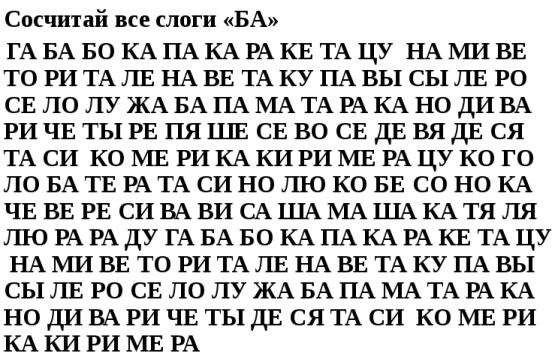 Сосчитай все слоги «БА»
ГА БА БО КА ПА КА РА КЕ ТА ЦУ НА МИ ВЕ
ТО РИ ТА ЛЕ НА ВЕ ТА КУ ПА ВЫ СЫ ЛЕ РО
СЕ ЛО ЛУ ЖА БА ПА МА ТА РА КА НО ДИ ВА
РИ ЧЕ ТЫ РЕ ПЯ ШЕ СЕ ВО СЕ ДЕ ВЯ ДЕ СЯ
ТА СИ КО МЕ РИ КА КИ РИ МЕ РА ЦУ КО ГО
ЛО БА ТЕ РА ТА СИ НО ЛЮ КО БЕ СО НО КА
ЧЕ ВЕ РЕ СИ ВА ВИ СА ША МА ША КА ТЯ ЛЯ
ЛЮ РА РА ДУ ГА БА БО КА ПА КА РА КЕ ТА ЦУ
НА МИ ВЕ ТО РИ ТА ЛЕ НА ВЕ ТА КУ ПА ВЫ
СЫ ЛЕ РО СЕ ЛО ЛУ ЖА БА ПА МА ТА РА КА
НО ДИ ВА РИ ЧЕ ТЫ ДЕ СЯ ТА СИ КО МЕ РИ
КА КИ РИ МЕ РА